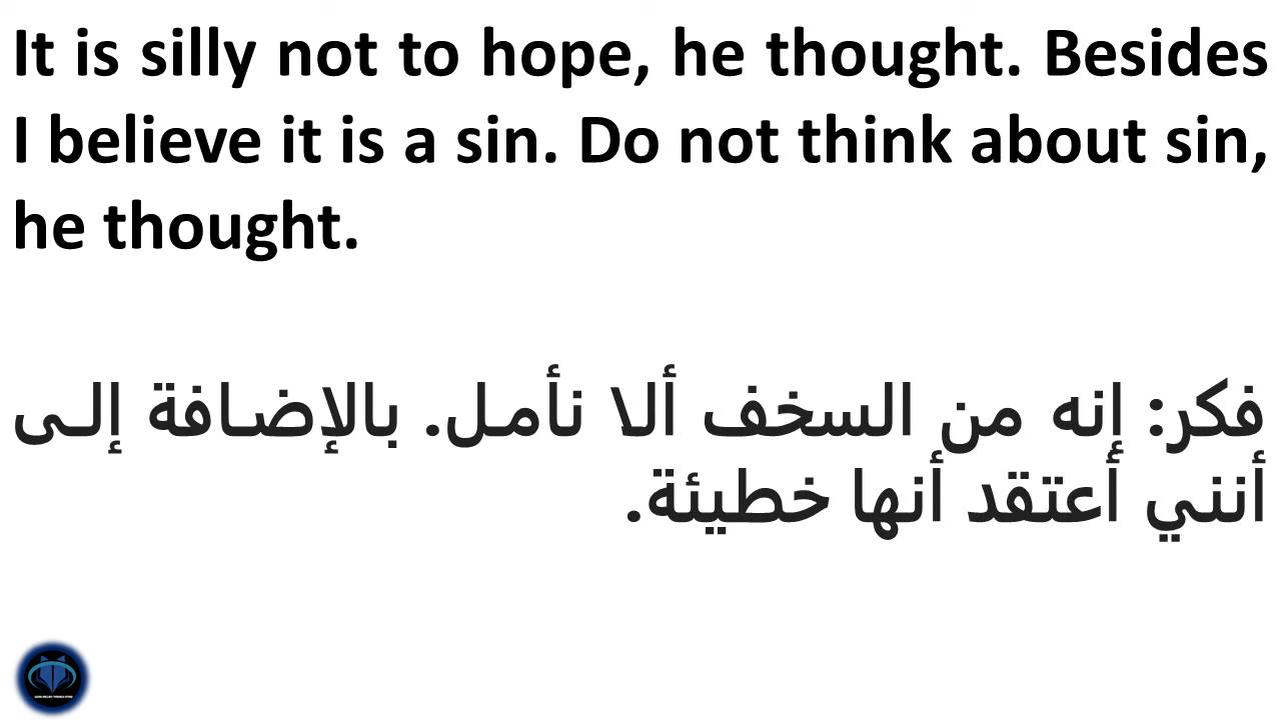 It is silly not to hope, he thought. Besides
I believe it is a sin. Do not think about sin,
he thought.
فكر: إنه من السخف ألا نأمل. بالإضافة إلى
أنني أعتقد أنها خطيئة.